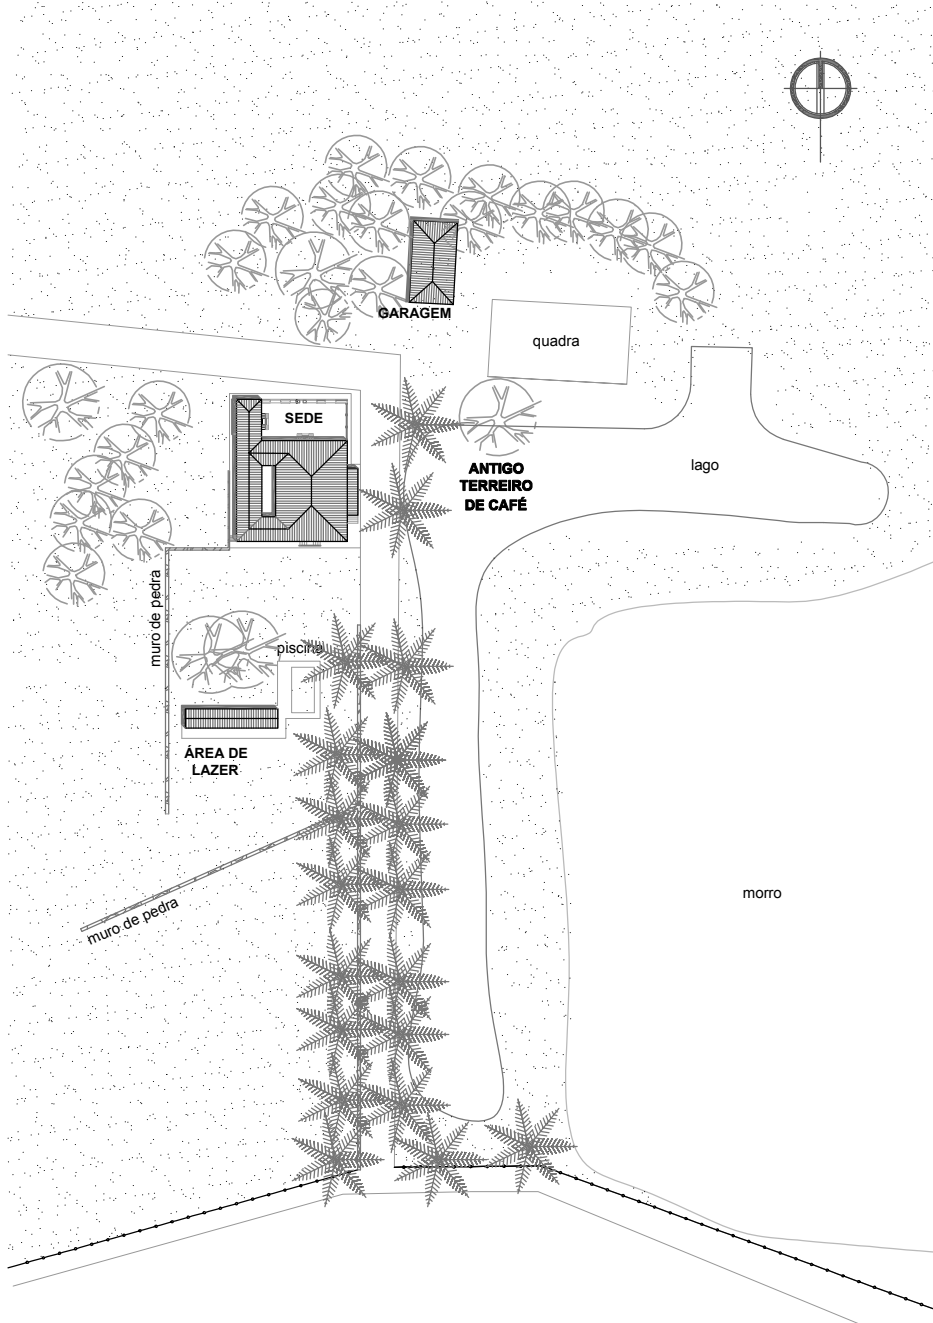 GARAGEM
quadra
SEDE
ANTIGO
TERREIRO
DE CAFÉ
lago
muro de pedra
piscina
ÁREA DE
LAZER
muro de pedra
morro